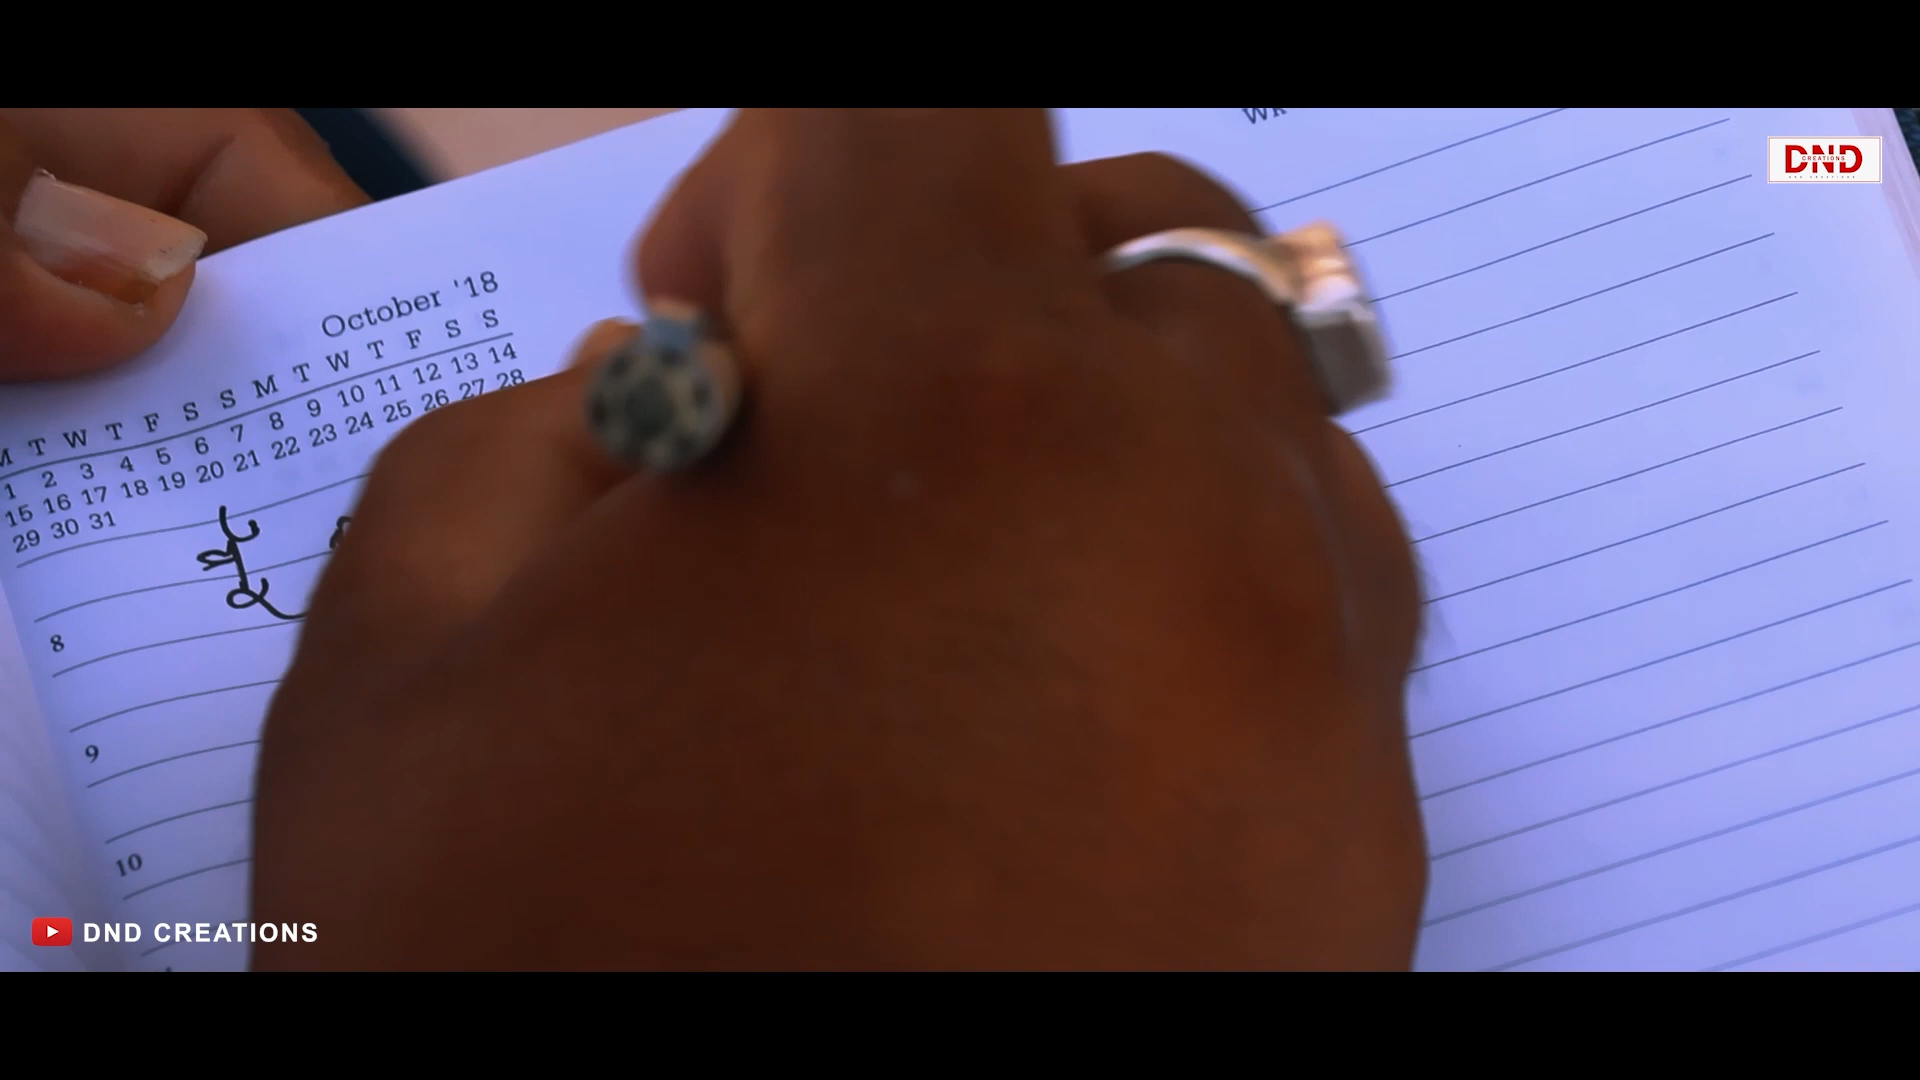 DND
CREATIONS
October '18
M T W T F S S M T W T F S S
1 2 3 4 5 6 7 8 9 10 11 12 13 14
15 16 17 18 19 20 21 22 23 24 25 26 27 28
29 30 31
8
9
10
DND CREATIONS